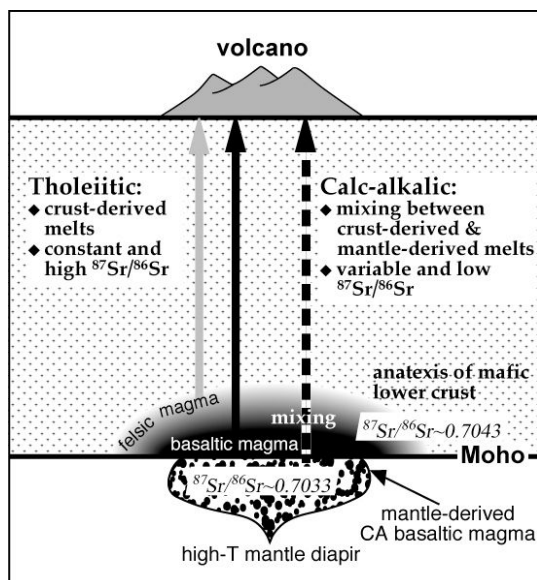 volcano
Tholeiitic:
◆ crust-derived
melts
◆ constant and
high ⁸⁷Sr/⁸⁶Sr
Calc-alkalic:
◆ mixing between
crust-derived &
mantle-derived melts
◆ variable and low
⁸⁷Sr/⁸⁶Sr
anatexis of mafic
lower crust
felsic magma
mixing
⁸⁷Sr/⁸⁶Sr~0.7043
basaltic magma
Moho
⁸⁷Sr/⁸⁶Sr~0.7033
mantle-derived
CA basaltic magma
high-T mantle diapir